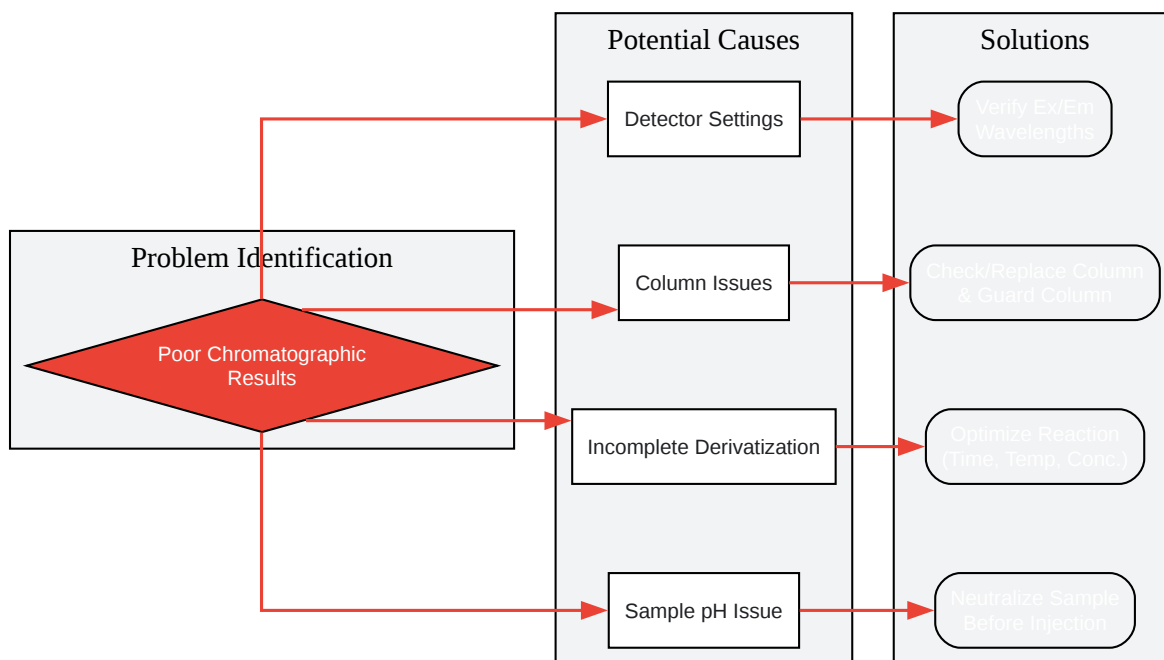 Potential Causes
Solutions
Detector Settings
Verify Ex/Em
Wavelengths
Problem Identification
Column Issues
Check/Replace Column
& Guard Column
Poor Chromatographic
Results
Incomplete Derivatization
Optimize Reaction
(Time, Temp, Conc.)
Sample pH Issue
Neutralize Sample
Before Injection